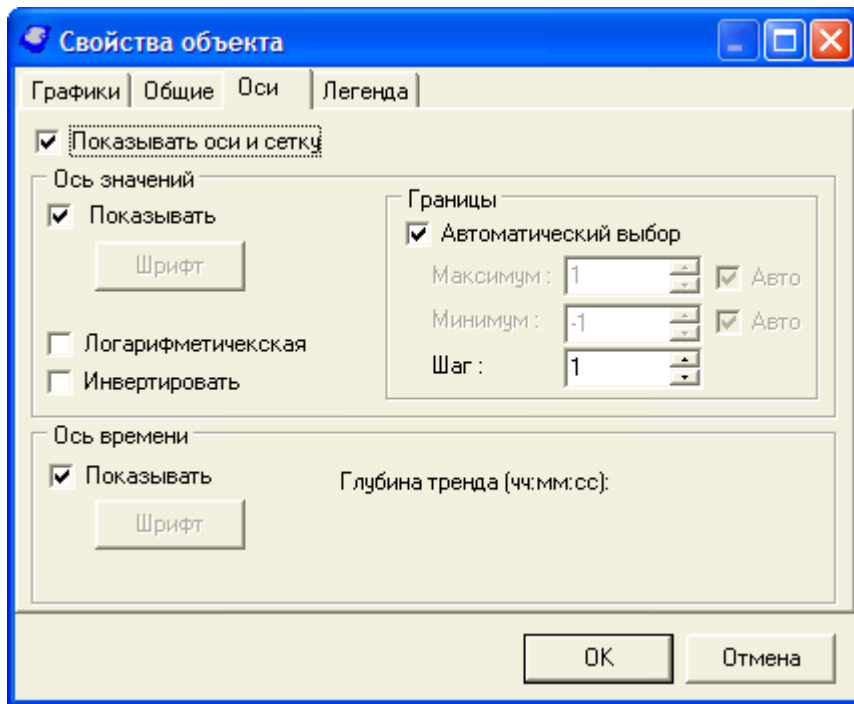 Свойства объекта
Графики Общие Оси Легенда
Показывать оси и сетку
Ось значений
Показывать
Шрифт
Логарифметичекская
Инвертировать
Границы
Автоматический выбор
Максимум : 1 Авто
Минимум : -1 Авто
Шаг : 1
Ось времени
Показывать
Шрифт
Глубина тренда (чч:мм:сс):
OK Отмена